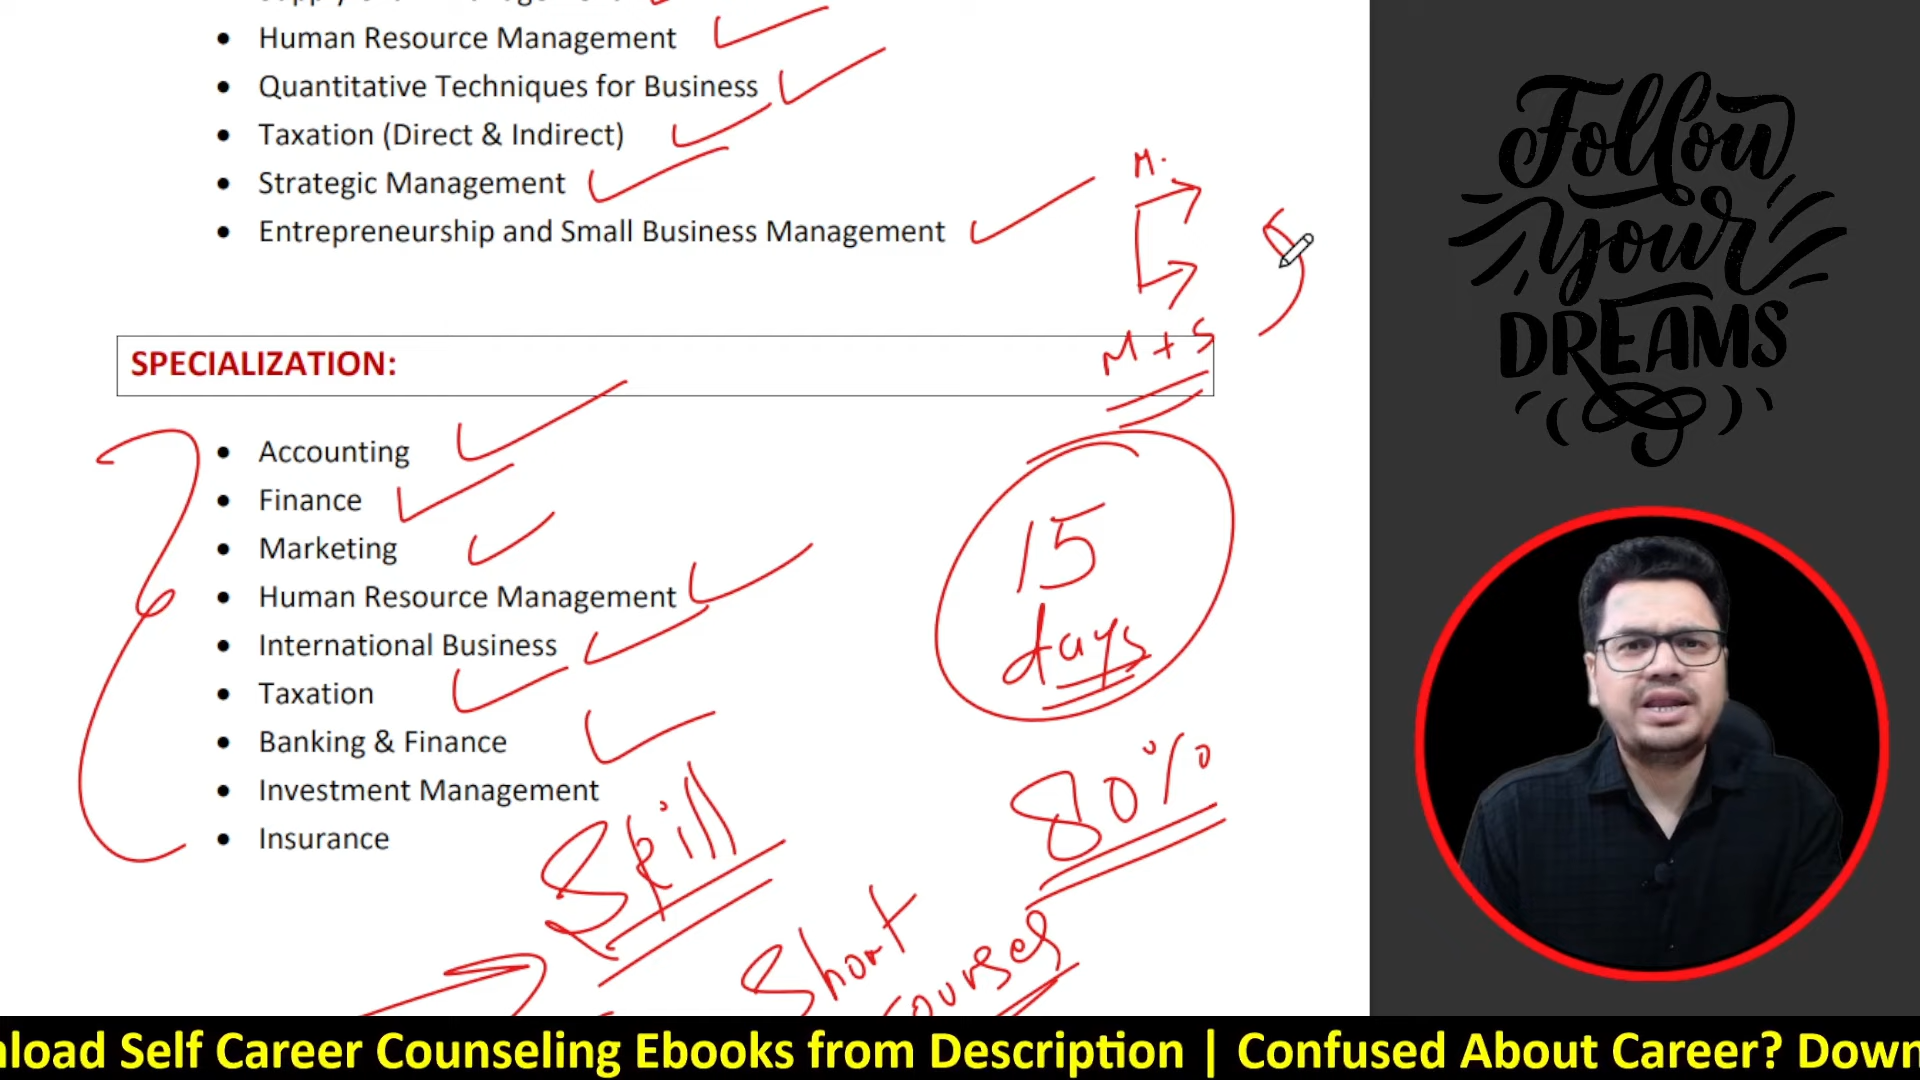 Human Resource Management
Quantitative Techniques for Business
Taxation (Direct & Indirect)
Strategic Management
Entrepreneurship and Small Business Management
M.
M + S
SPECIALIZATION:
Accounting
Finance
Marketing
Human Resource Management
International Business
Taxation
Banking & Finance
Investment Management
Insurance
15
days
80%
Skill
Short
courses
Follow
Your
DREAMS
nload Self Career Counseling Ebooks from Description | Confused About Career? Down